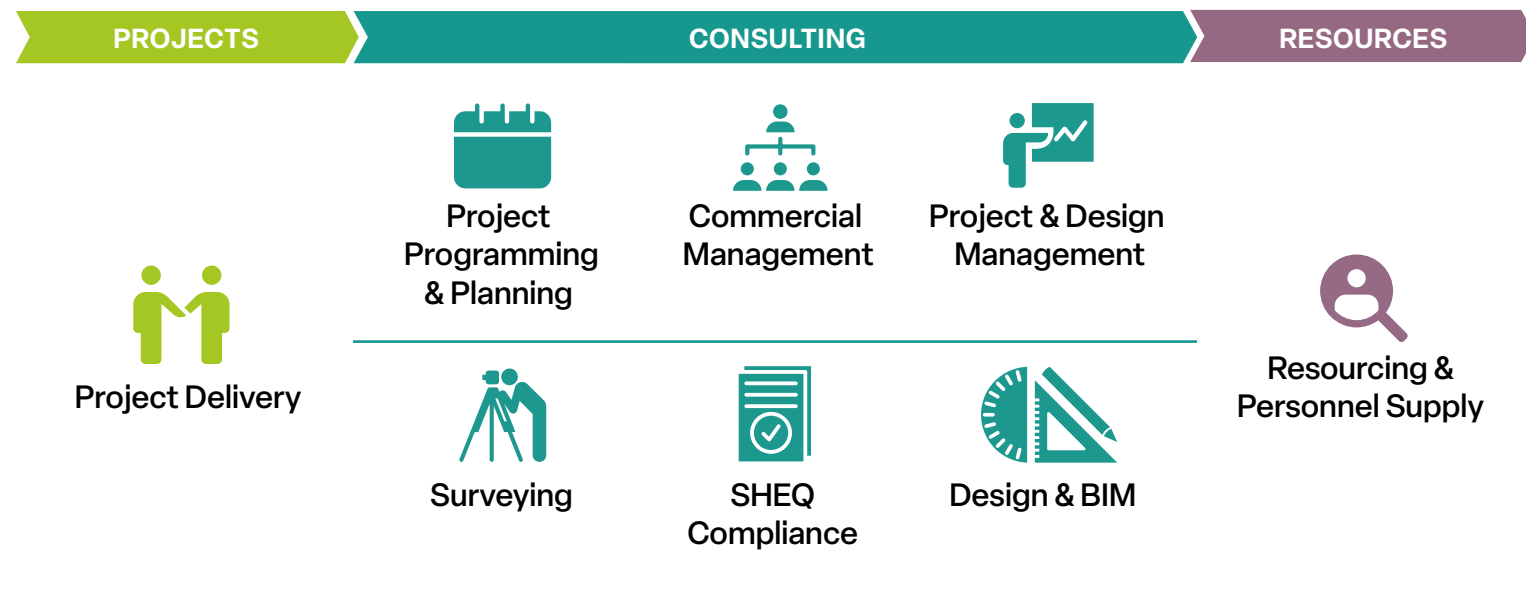 PROJECTS
CONSULTING
RESOURCES
Project
Programming
& Planning
Commercial
Management
Project & Design
Management
Project Delivery
Surveying
SHEQ
Compliance
Design & BIM
Resourcing &
Personnel Supply